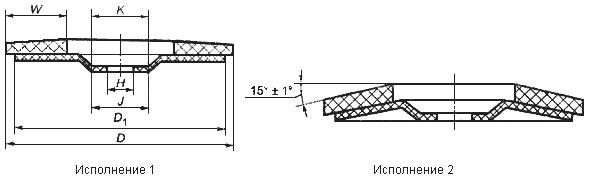 W
K
H
J
D₁
D
15° ± 1°
Исполнение 1
Исполнение 2